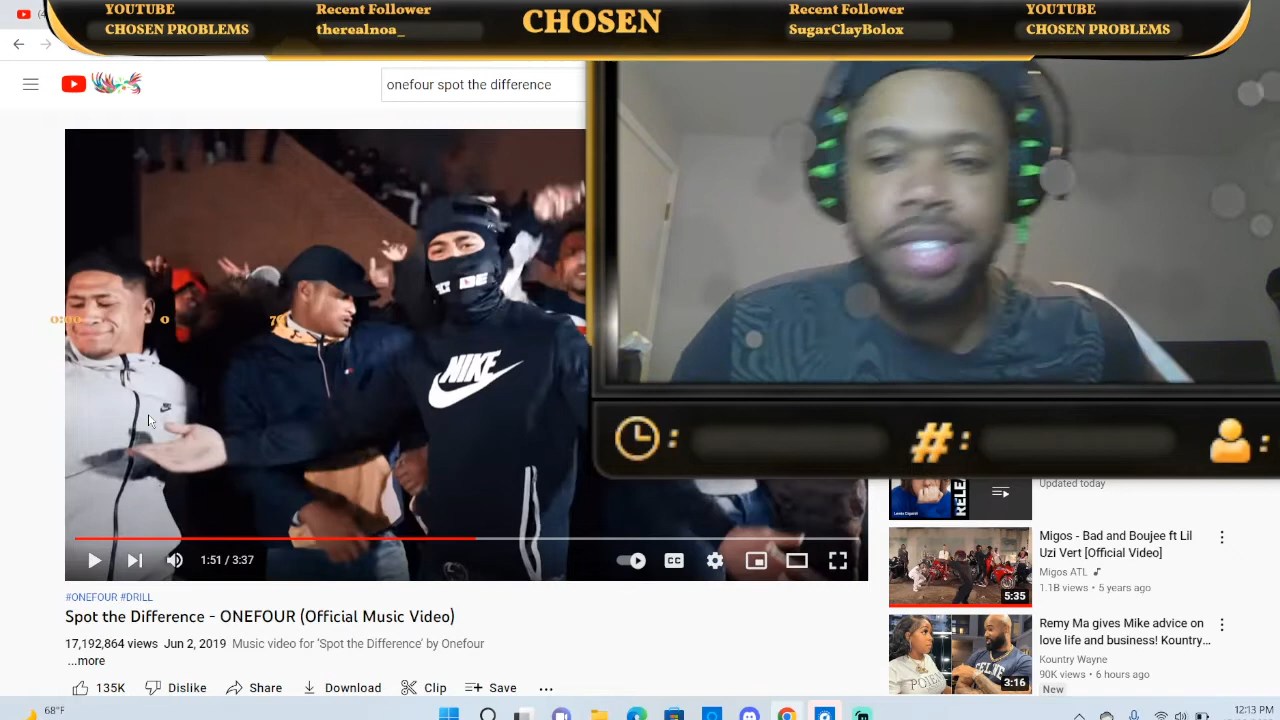 YOUTUBE
CHOSEN PROBLEMS
Recent Follower
therealnoa_
CHOSEN
Recent Follower
SugarClayBolox
YOUTUBE
CHOSEN PROBLEMS
onefour spot the difference
NIKE
0:00
0
1:51 / 3:37
CC
#ONEFOUR #DRILL
Spot the Difference - ONEFOUR (Official Music Video)
17,192,864 views Jun 2, 2019 Music video for 'Spot the Difference' by Onefour
...more
135K
Dislike
Share
Download
Clip
Save
:
#:
:
Updated today
Migos - Bad and Boujee ft Lil
Uzi Vert [Official Video]
Migos ATL
1.1B views • 5 years ago
5:35
Remy Ma gives Mike advice on
love life and business! Kountry...
Kountry Wayne
90K views • 6 hours ago
New
3:16
68°F
12:13 PM